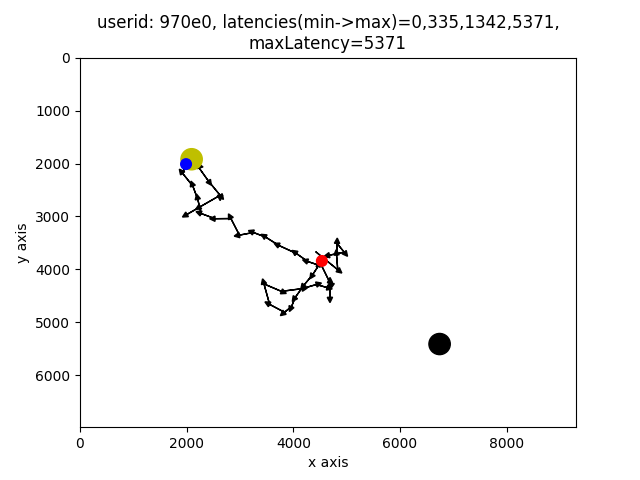 userid: 970e0, latencies(min->max)=0,335,1342,5371,
maxLatency=5371
0
1000
2000
3000
4000
5000
6000
y axis
0 2000 4000 6000 8000
x axis